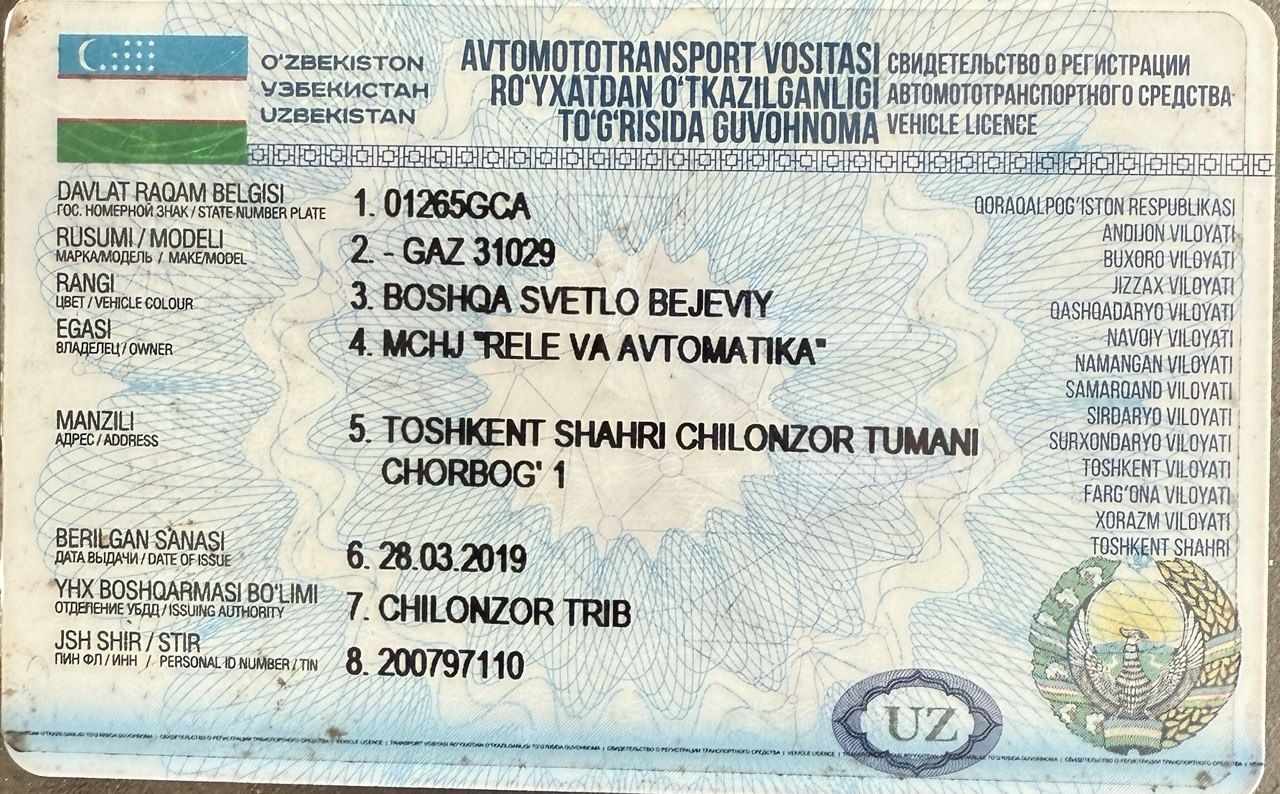 O‘ZBEKISTON
УЗБЕКИСТАН
UZBEKISTAN
AVTOMOTOTRANSPORT VOSITASI
RO‘YXATDAN O‘TKAZILGANLIGI
TO‘G‘RISIDA GUVOHNOMA
СВИДЕТЕЛЬСТВО О РЕГИСТРАЦИИ
АВТОМОТОТРАНСПОРТНОГО СРЕДСТВА
VEHICLE LICENCE
DAVLAT RAQAM BELGISI
ГОС. НОМЕРНОЙ ЗНАК / STATE NUMBER PLATE
1. 01265GCA
RUSUMI / MODELI
МАРКА/МОДЕЛЬ / MAKE/MODEL
2. - GAZ 31029
RANGI
ЦВЕТ / VEHICLE COLOUR
3. BOSHQA SVETLO BEJEVIY
EGASI
ВЛАДЕЛЕЦ / OWNER
4. MCHJ "RELE VA AVTOMATIKA"
MANZILI
АДРЕС / ADDRESS
5. TOSHKENT SHAHRI CHILONZOR TUMANI
CHORBOG' 1
BERILGAN SANASI
ДАТА ВЫДАЧИ / DATE OF ISSUE
6. 28.03.2019
YHX BOSHQARMASI BO‘LIMI
ОТДЕЛЕНИЕ УБДД / ISSUING AUTHORITY
7. CHILONZOR TRIB
JSH SHIR / STIR
ПИН ФЛ / ИНН / PERSONAL ID NUMBER / TIN
8. 200797110
QORAQALPOG‘ISTON RESPUBLIKASI
ANDIJON VILOYATI
BUXORO VILOYATI
JIZZAX VILOYATI
QASHQADARYO VILOYATI
NAVOIY VILOYATI
NAMANGAN VILOYATI
SAMARQAND VILOYATI
SIRDARYO VILOYATI
SURXONDARYO VILOYATI
TOSHKENT VILOYATI
FARG‘ONA VILOYATI
XORAZM VILOYATI
TOSHKENT SHAHRI
UZ